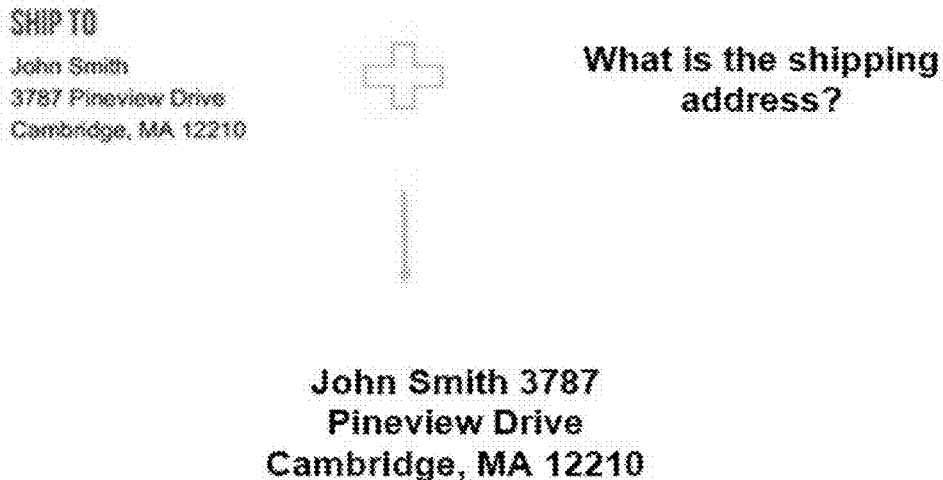 SHIP TO
John Smith
3787 Pineview Drive
Cambridge, MA 12210
What is the shipping
address?
John Smith 3787
Pineview Drive
Cambridge, MA 12210